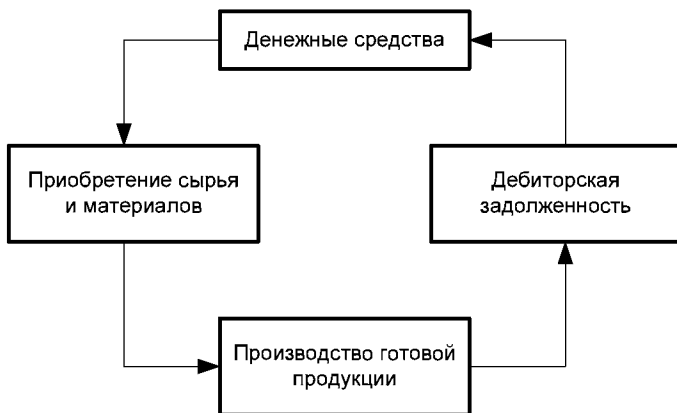 Денежные средства
Приобретение сырья
и материалов
Дебиторская
задолженность
Производство готовой
продукции